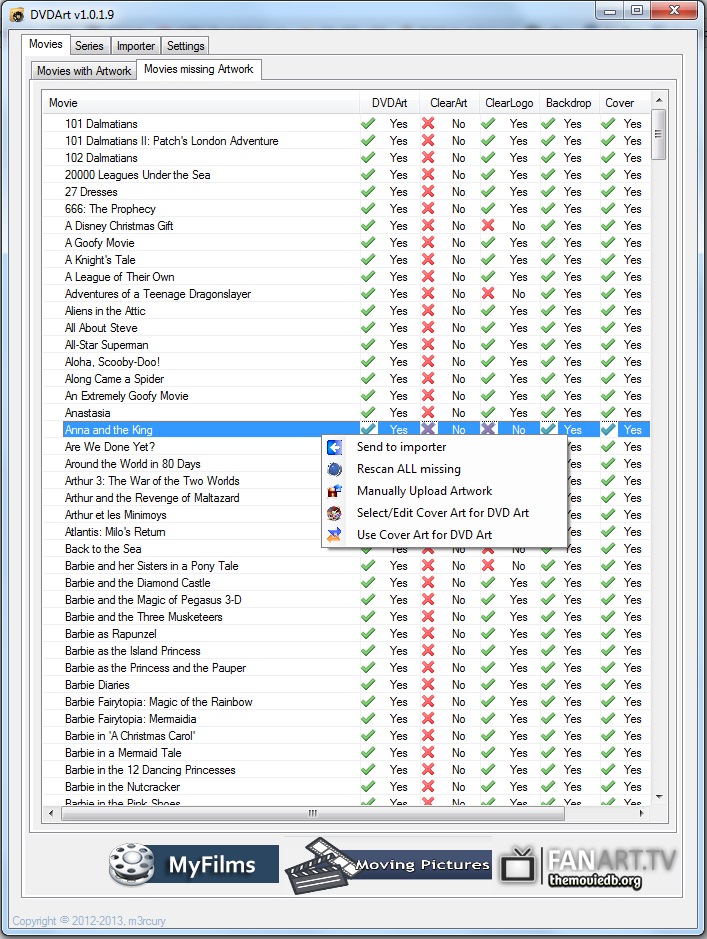 DVDArt v1.0.1.9
Movies Series Importer Settings
Movies with Artwork Movies missing Artwork
Movie DVDArt ClearArt ClearLogo Backdrop Cover
101 Dalmatians Yes No Yes Yes Yes
101 Dalmatians II: Patch's London Adventure Yes No Yes Yes Yes
102 Dalmatians Yes No Yes Yes Yes
20000 Leagues Under the Sea Yes No Yes Yes Yes
27 Dresses Yes No Yes Yes Yes
666: The Prophecy Yes No Yes Yes Yes
A Disney Christmas Gift Yes No No Yes Yes
A Goofy Movie Yes No Yes Yes Yes
A Knight's Tale Yes No Yes Yes Yes
A League of Their Own Yes No Yes Yes Yes
Adventures of a Teenage Dragonslayer Yes No No Yes Yes
Aliens in the Attic Yes No Yes Yes Yes
All About Steve Yes No Yes Yes Yes
All-Star Superman Yes No Yes Yes Yes
Aloha, Scooby-Doo! Yes No Yes Yes Yes
Along Came a Spider Yes No Yes Yes Yes
An Extremely Goofy Movie Yes No Yes Yes Yes
Anastasia Yes No Yes Yes Yes
Anna and the King Yes No No Yes Yes
Are We Done Yet? Send to importer Yes Yes
Around the World in 80 Days Rescan ALL missing Yes Yes
Arthur 3: The War of the Two Worlds Manually Upload Artwork Yes Yes
Arthur and the Revenge of Maltazard Yes Yes
Arthur et les Minimoys Select/Edit Cover Art for DVD Art Yes Yes
Atlantis: Milo's Return Use Cover Art for DVD Art Yes Yes
Back to the Sea Yes No No Yes Yes
Barbie and her Sisters in a Pony Tale Yes No No Yes Yes
Barbie and the Diamond Castle Yes No Yes Yes Yes
Barbie and the Magic of Pegasus 3-D Yes No Yes Yes Yes
Barbie and the Three Musketeers Yes No Yes Yes Yes
Barbie as Rapunzel Yes No Yes Yes Yes
Barbie as the Island Princess Yes No Yes Yes Yes
Barbie as the Princess and the Pauper Yes No Yes Yes Yes
Barbie Diaries Yes No Yes Yes Yes
Barbie Fairytopia: Magic of the Rainbow Yes No Yes Yes Yes
Barbie Fairytopia: Mermaidia Yes No Yes Yes Yes
Barbie in 'A Christmas Carol' Yes No Yes Yes Yes
Barbie in a Mermaid Tale Yes No Yes Yes Yes
Barbie in the 12 Dancing Princesses Yes No Yes Yes Yes
Barbie in the Nutcracker Yes No Yes Yes Yes
Barbie in the Pink Shoes Yes No Yes Yes Yes
MyFilms Moving Pictures FANART.TV
themoviedb.org
Copyright © 2012-2013, m3rcury